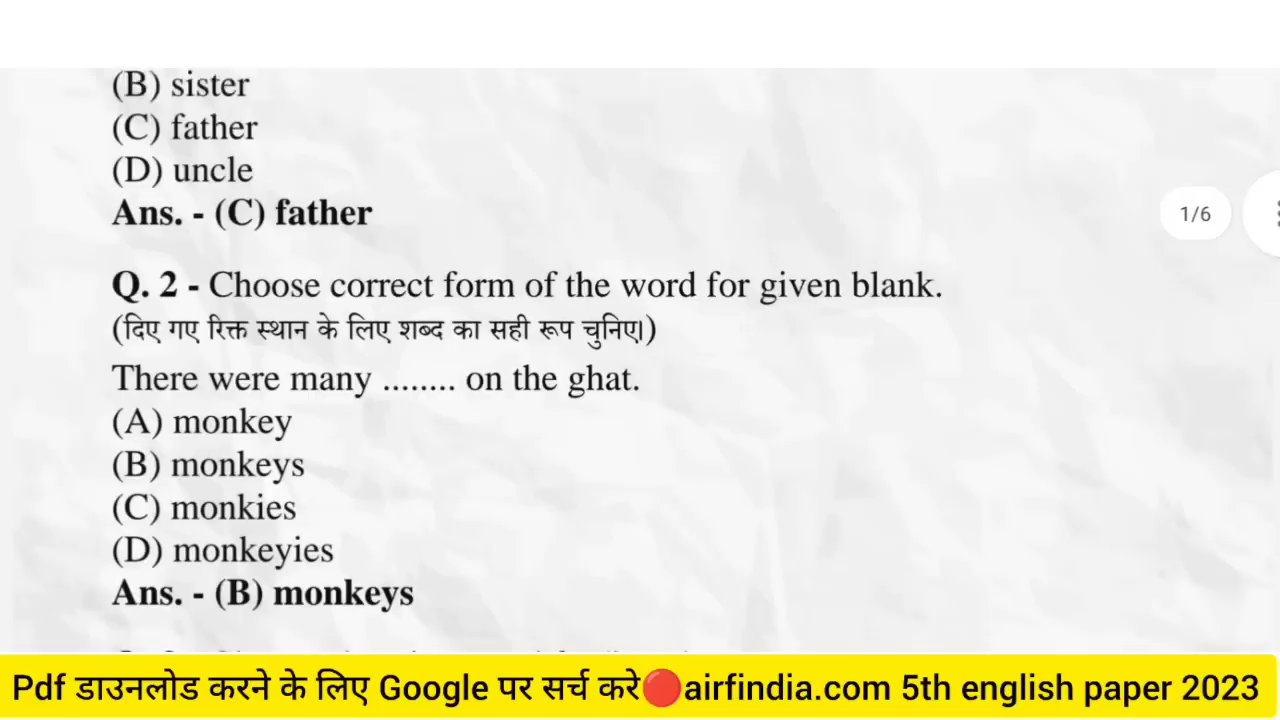 (B) sister
(C) father
(D) uncle
Ans. - (C) father
1/6
Q. 2 - Choose correct form of the word for given blank.
(दिए गए रिक्त स्थान के लिए शब्द का सही रूप चुनिए।)
There were many ........ on the ghat.
(A) monkey
(B) monkeys
(C) monkies
(D) monkeyies
Ans. - (B) monkeys
Pdf डाउनलोड करने के लिए Google पर सर्च करे🔴airfindia.com 5th english paper 2023